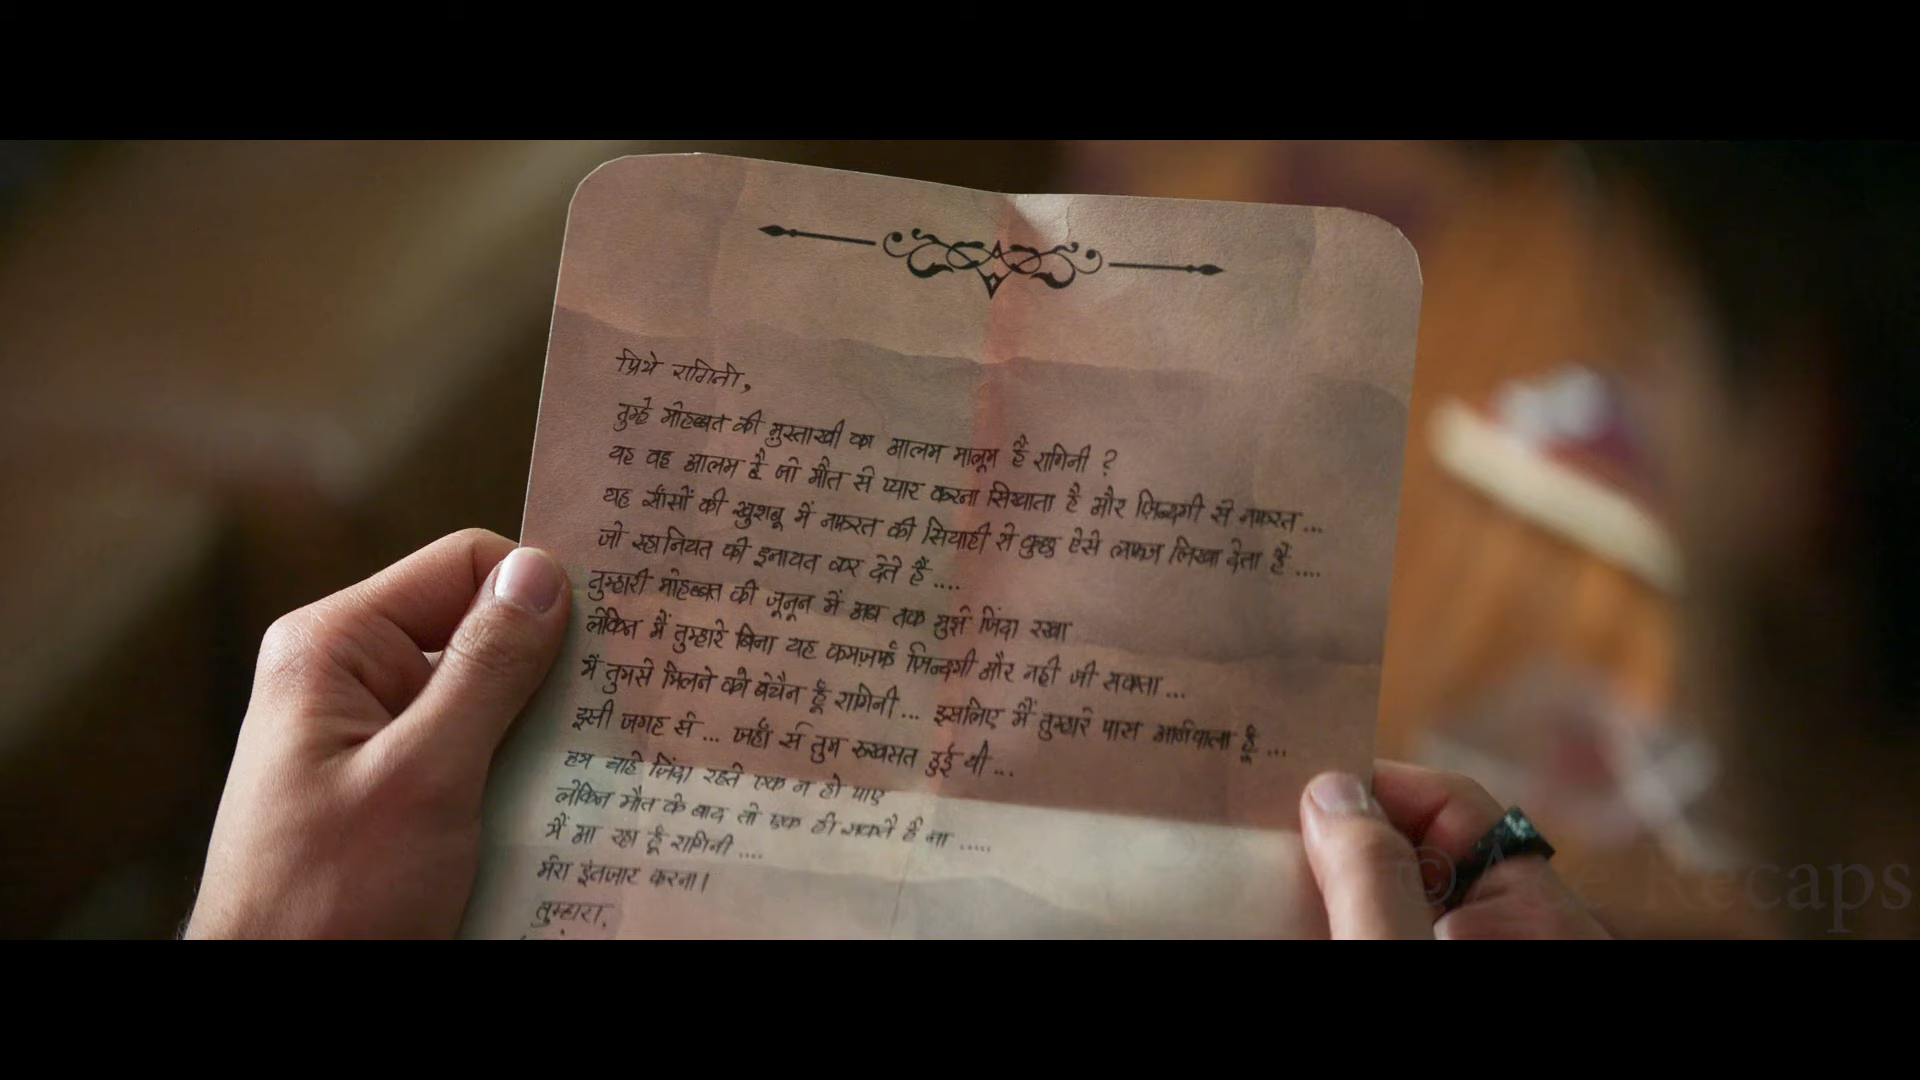 प्रिये रागिनी,
तुम्हे मोहब्बत की गुस्ताखी का आलम मालूम है रागिनी ?
यह वह आलम है जो मौत से प्यार करना सिखाता है और ज़िन्दगी से नफ़रत ...
यह साँसों की खुशबू में नफ़रत की सियाही से कुछ ऐसे लफ्ज़ लिखा देता है ....
जो रूहानियत की इनायत कर देते है ....
तुम्हारी मोहब्बत की जूनून में अब तक मुझे जिंदा रखा
लेकिन मैं तुम्हारे बिना यह कमज़र्फ ज़िन्दगी और नही जी सकता ...
मैं तुमसे मिलने को बेचैन हूँ रागिनी ... इसलिए मैं तुम्हारे पास आनेवाला हूँ ...
इसी जगह से ... जहाँ से तुम रुखसत हुई थी ...
हम चाहे जिंदा रहते एक न हो पाए
लेकिन मौत के बाद तो एक हो सकते है ना .....
मैं आ रहा हूँ रागिनी ....
मेरा इंतजार करना।
तुम्हारा,
© Ace Recaps